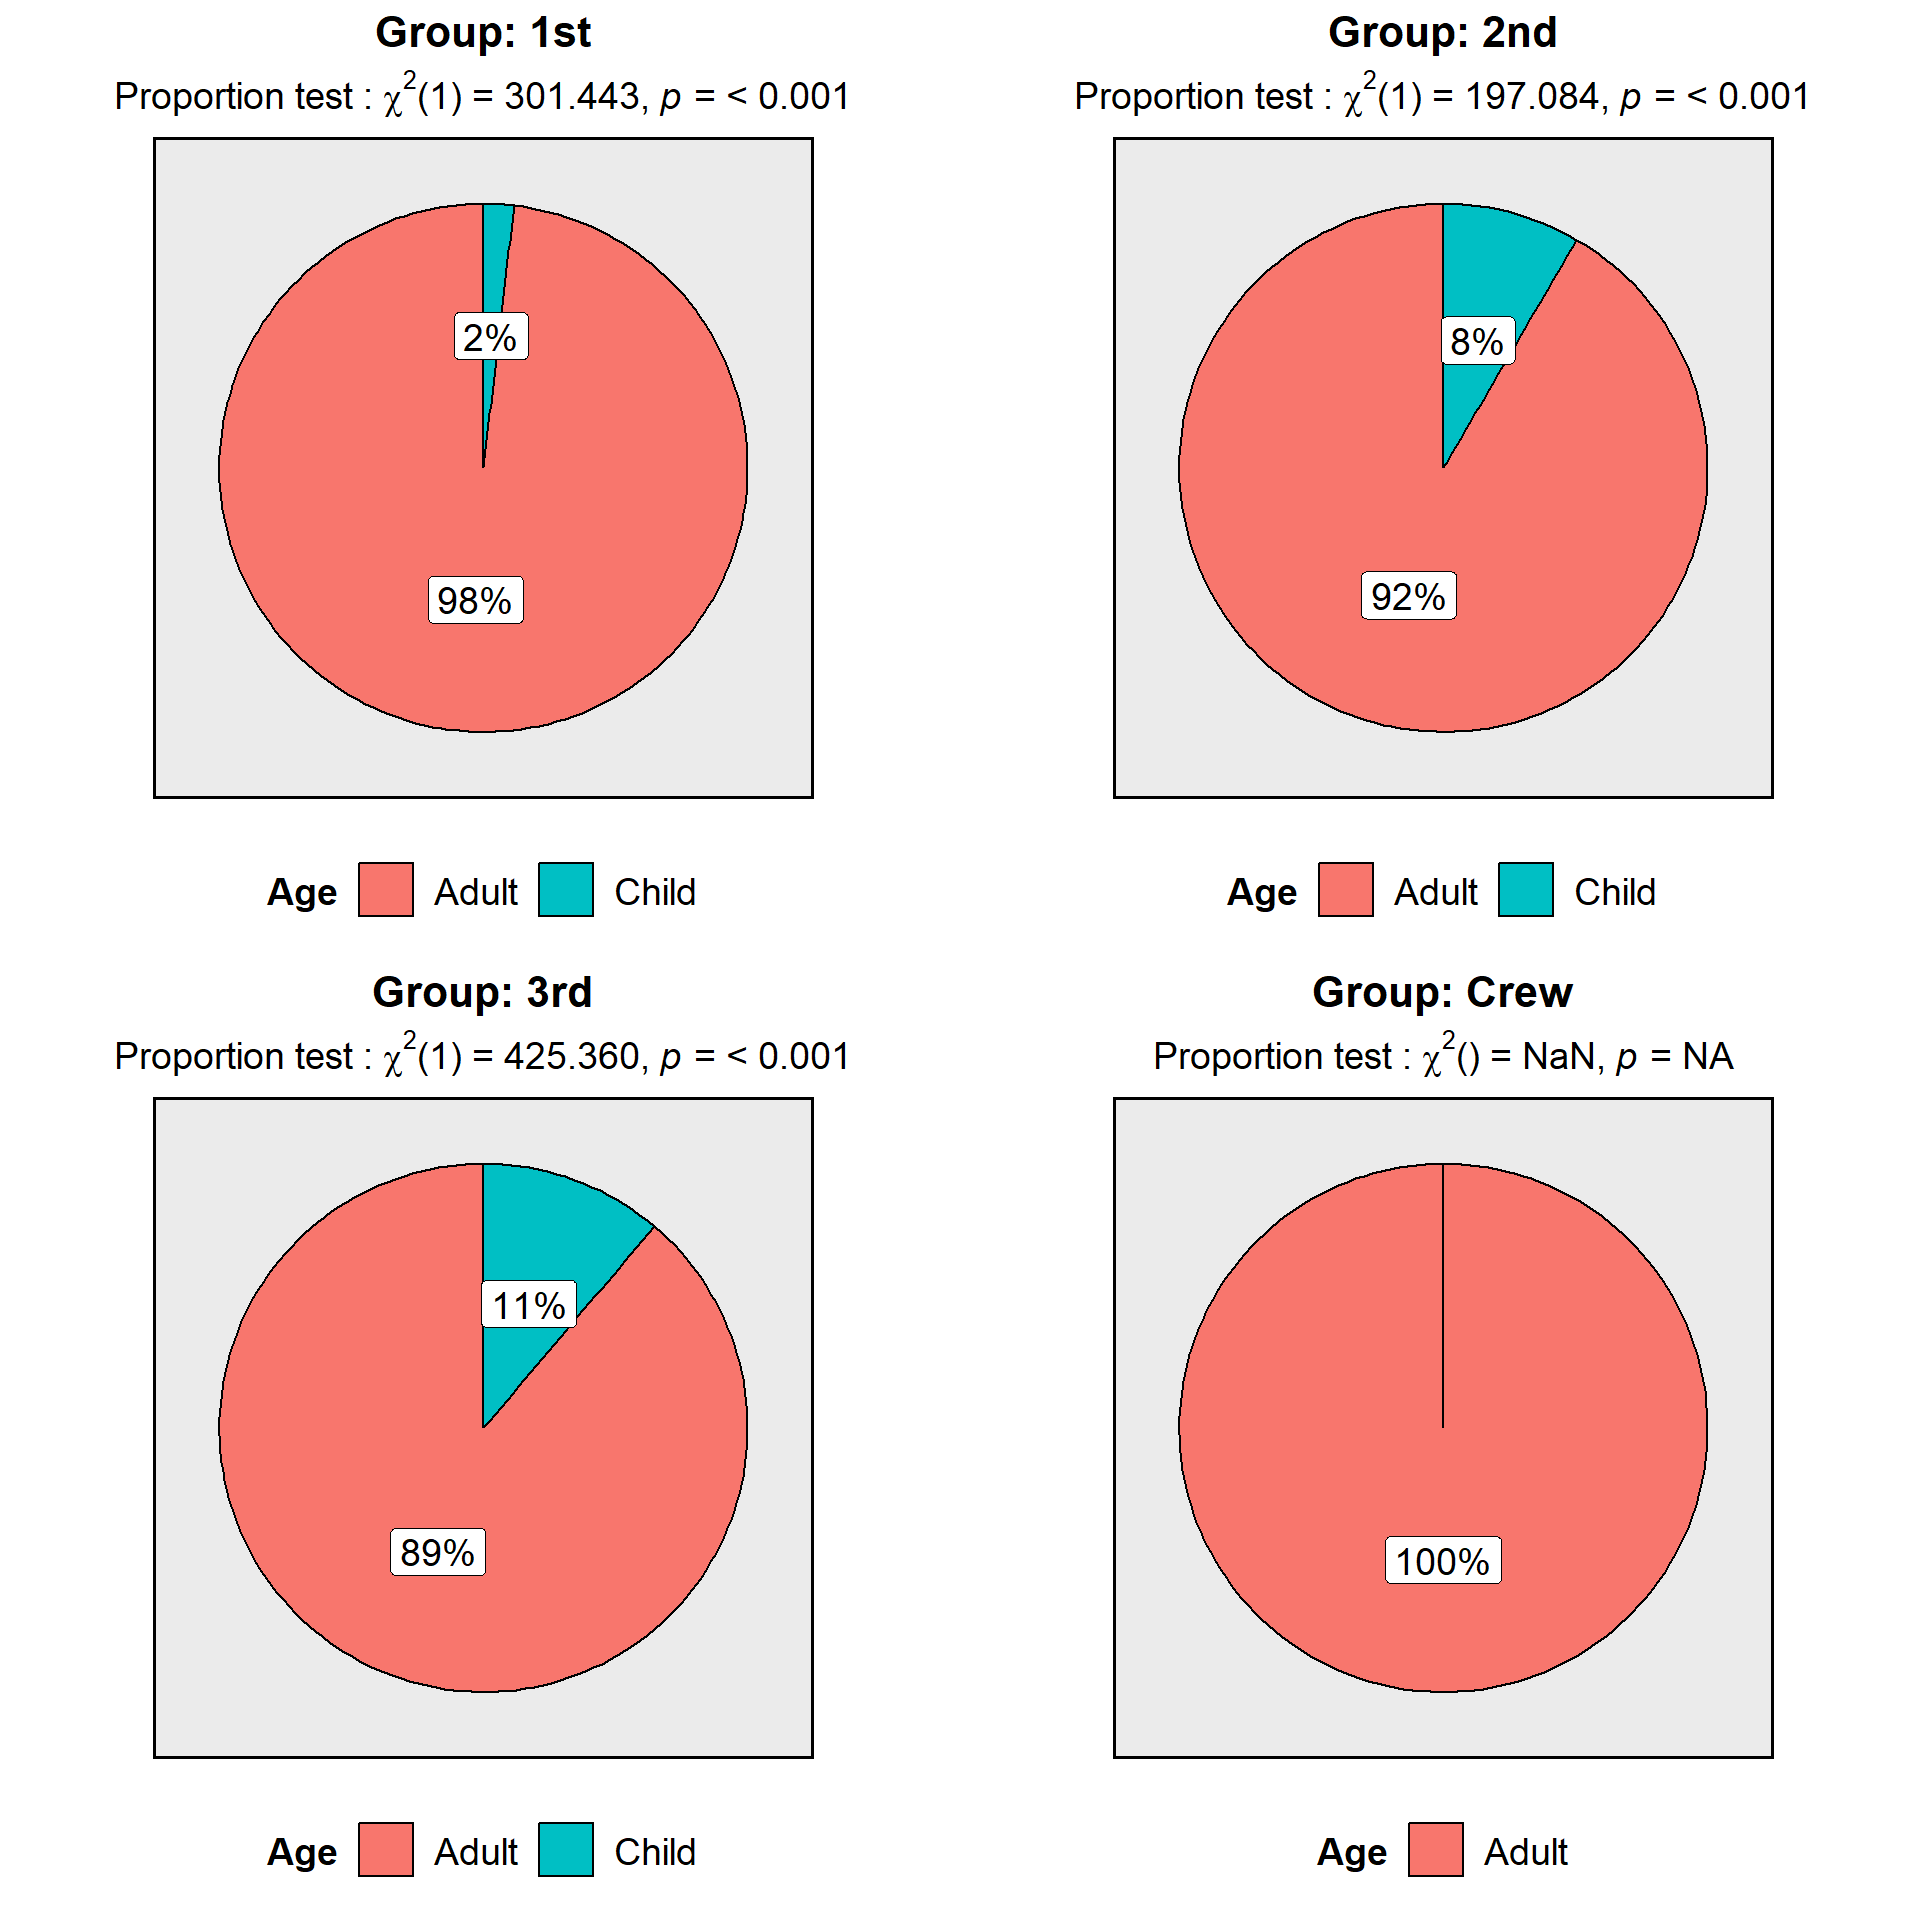 Group: 1st
Proportion test : χ²(1) = 301.443, p = < 0.001
2%
98%
Age Adult Child
Group: 2nd
Proportion test : χ²(1) = 197.084, p = < 0.001
8%
92%
Age Adult Child
Group: 3rd
Proportion test : χ²(1) = 425.360, p = < 0.001
11%
89%
Age Adult Child
Group: Crew
Proportion test : χ²() = NaN, p = NA
100%
Age Adult